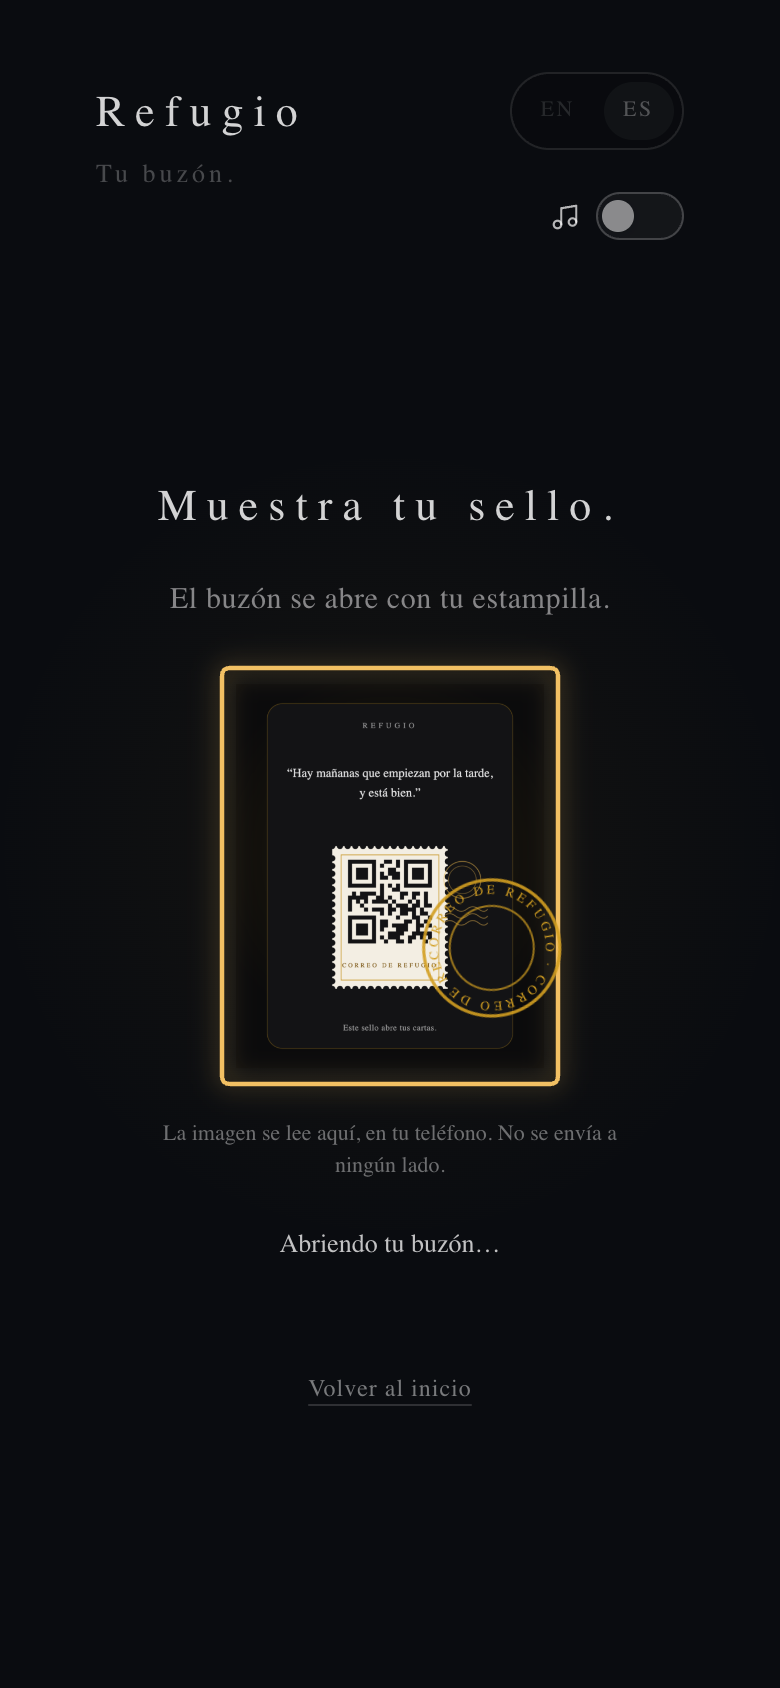 Refugio
EN ES
Tu buzón.
Muestra tu sello.
El buzón se abre con tu estampilla.
REFUGIO
“Hay mañanas que empiezan por la tarde,
y está bien.”
CORREO DE REFUGIO
CORREO DE REFUGIO · CORREO DE
Este sello abre tus cartas.
La imagen se lee aquí, en tu teléfono. No se envía a
ningún lado.
Abriendo tu buzón…
Volver al inicio